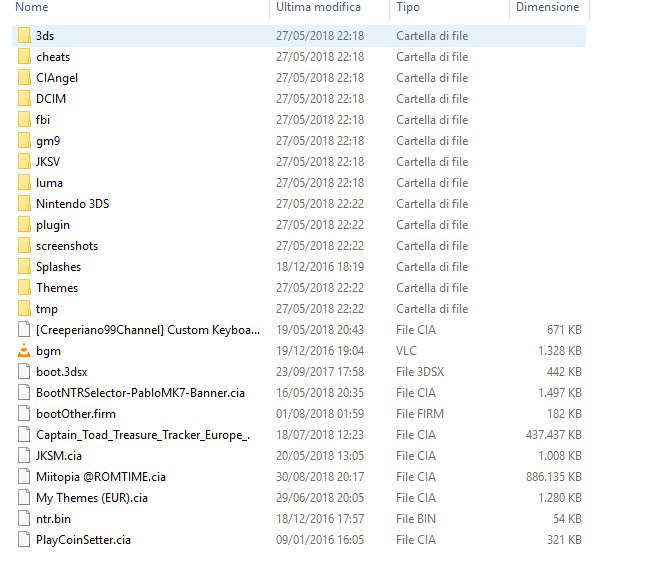 Nome Ultima modifica Tipo Dimensione
3ds 27/05/2018 22:18 Cartella di file
cheats 27/05/2018 22:18 Cartella di file
CIAngel 27/05/2018 22:18 Cartella di file
DCIM 27/05/2018 22:18 Cartella di file
fbi 27/05/2018 22:18 Cartella di file
gm9 27/05/2018 22:18 Cartella di file
JKSV 27/05/2018 22:18 Cartella di file
luma 27/05/2018 22:18 Cartella di file
Nintendo 3DS 27/05/2018 22:22 Cartella di file
plugin 27/05/2018 22:22 Cartella di file
screenshots 27/05/2018 22:22 Cartella di file
Splashes 18/12/2016 18:19 Cartella di file
Themes 27/05/2018 22:22 Cartella di file
tmp 27/05/2018 22:22 Cartella di file
[Creeperiano99Channel] Custom Keyboa... 19/05/2018 20:43 File CIA 671 KB
bgm 19/12/2016 19:04 VLC 1.328 KB
boot.3dsx 23/09/2017 17:58 File 3DSX 442 KB
BootNTRSelector-PabloMK7-Banner.cia 16/05/2018 20:35 File CIA 1.497 KB
bootOther.firm 01/08/2018 01:59 File FIRM 182 KB
Captain_Toad_Treasure_Tracker_Europe_. 18/07/2018 12:23 File CIA 437.437 KB
JKSM.cia 20/05/2018 13:05 File CIA 1.008 KB
Miitopia @ROMTIME.cia 30/08/2018 20:17 File CIA 886.135 KB
My Themes (EUR).cia 29/06/2018 20:05 File CIA 1.280 KB
ntr.bin 18/12/2016 17:57 File BIN 54 KB
PlayCoinSetter.cia 09/01/2016 16:05 File CIA 321 KB